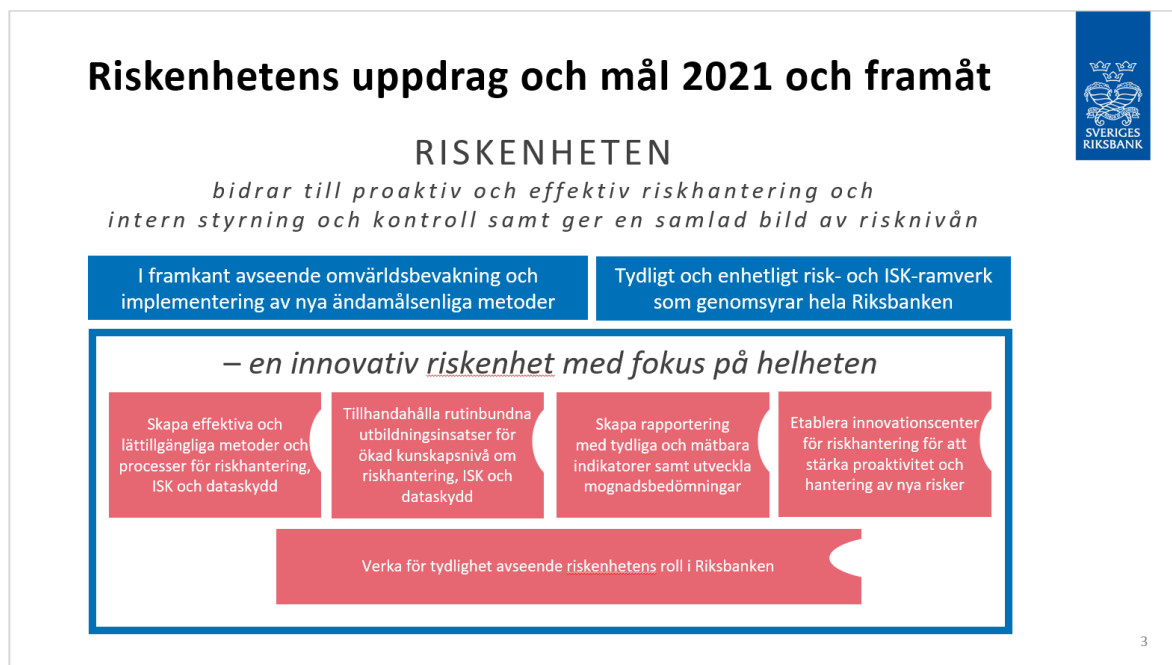 Riskenhetens uppdrag och mål 2021 och framåt
SVERIGES
RIKSBANK
RISKENHETEN
bidrar till proaktiv och effektiv riskhantering och
intern styrning och kontroll samt ger en samlad bild av risknivån
I framkant avseende omvärldsbevakning och
implementering av nya ändamålsenliga metoder
Tydligt och enhetligt risk- och ISK-ramverk
som genomsyrar hela Riksbanken
– en innovativ riskenhet med fokus på helheten
Skapa effektiva och
lättillgängliga metoder och
processer för riskhantering,
ISK och dataskydd
Tillhandahålla rutinbundna
utbildningsinsatser för
ökad kunskapsnivå om
riskhantering, ISK och
dataskydd
Skapa rapportering
med tydliga och mätbara
indikatorer samt utveckla
mognadsbedömningar
Etablera innovationscenter
för riskhantering för att
stärka proaktivitet och
hantering av nya risker
Verka för tydlighet avseende riskenhetens roll i Riksbanken
3